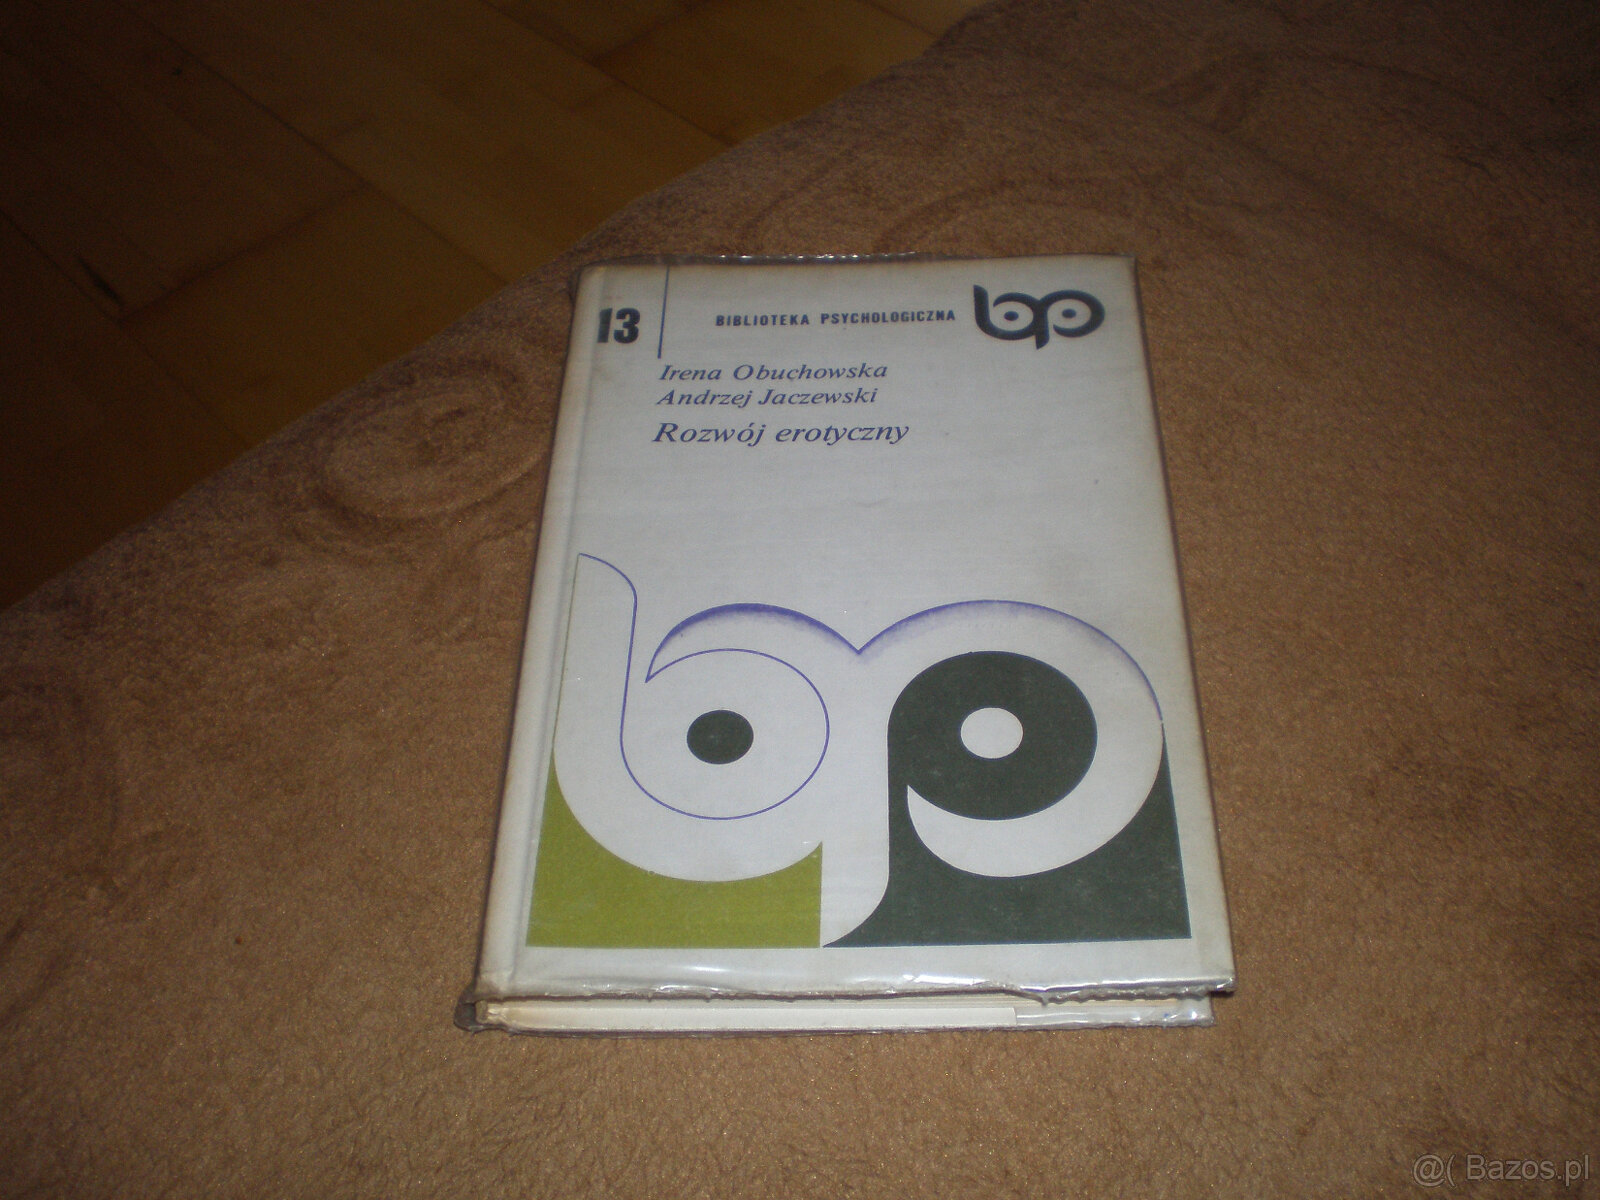 13
BIBLIOTEKA PSYCHOLOGICZNA bp
Irena Obuchowska
Andrzej Jaczewski
Rozwój erotyczny
bp
@( Bazos.pl